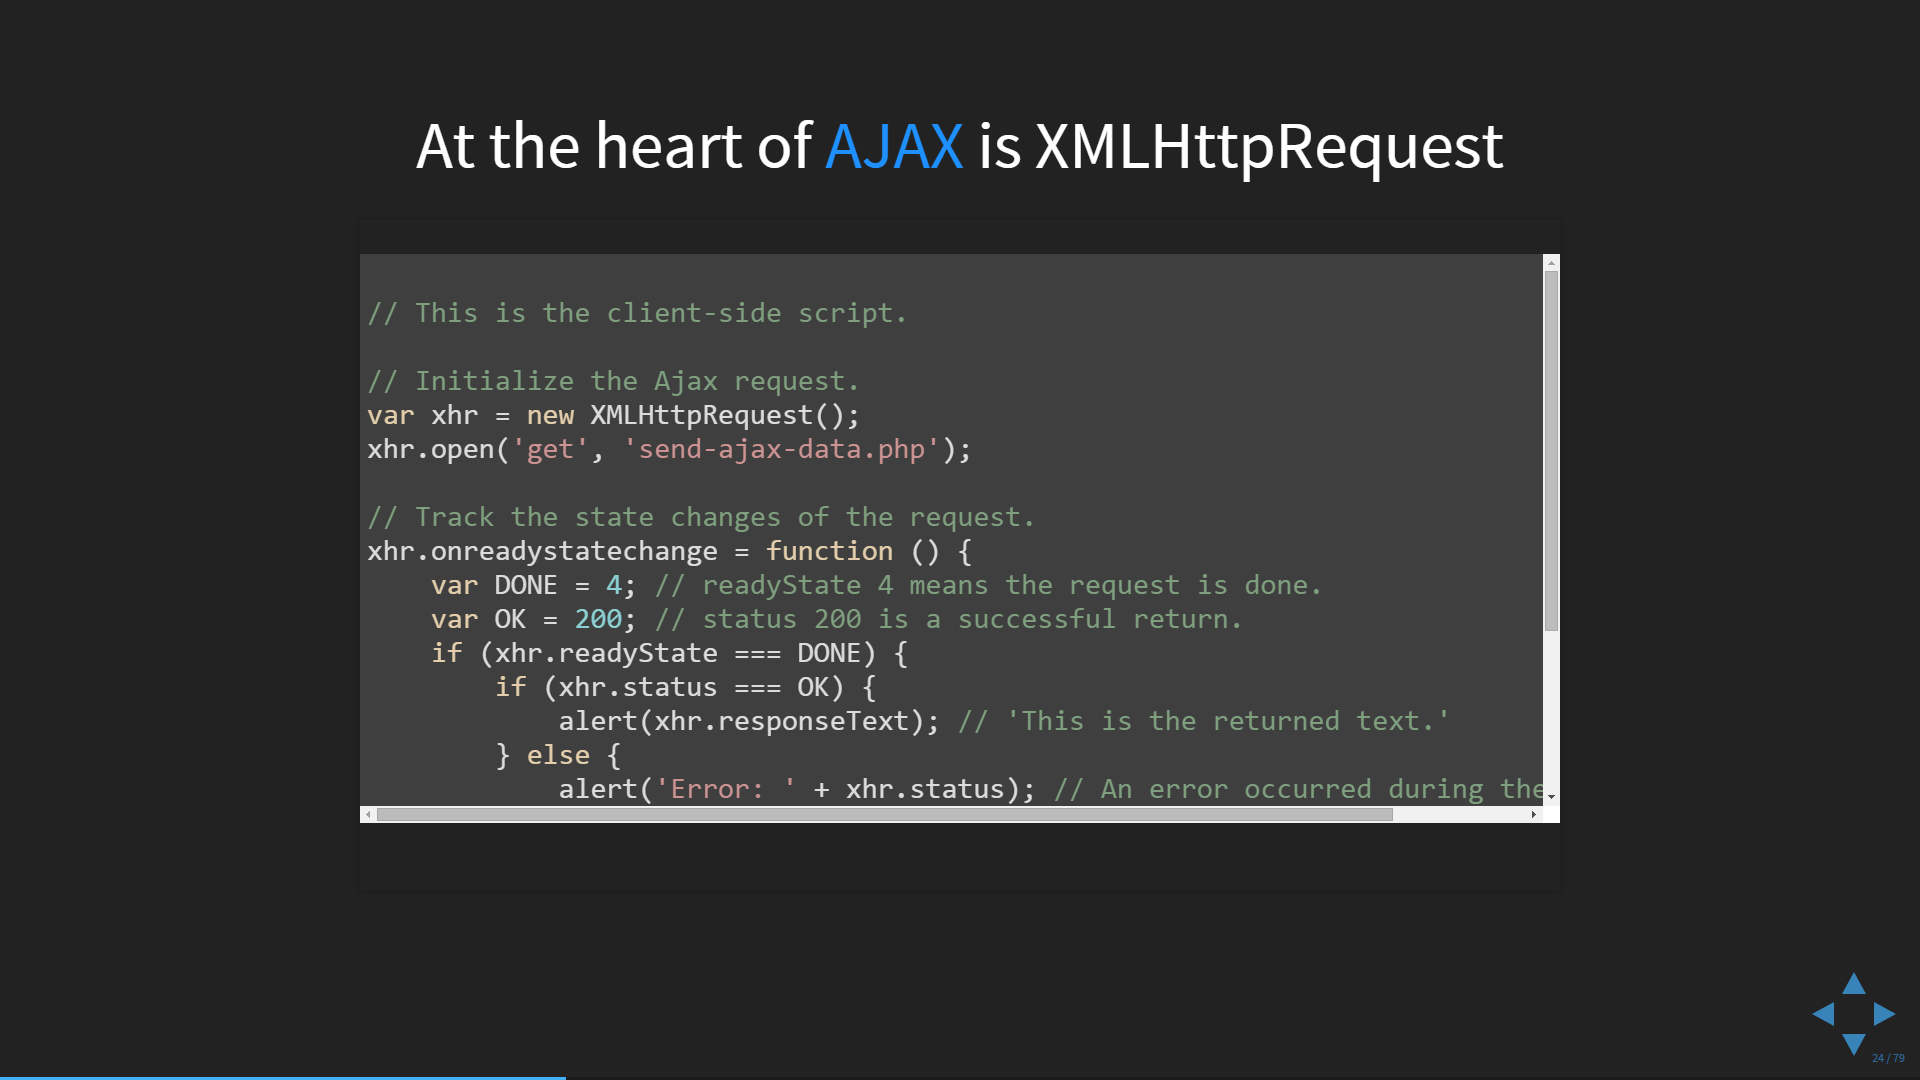 At the heart of AJAX is XMLHttpRequest
// This is the client-side script.
// Initialize the Ajax request.
var xhr = new XMLHttpRequest();
xhr.open('get', 'send-ajax-data.php');
// Track the state changes of the request.
xhr.onreadystatechange = function () {
    var DONE = 4; // readyState 4 means the request is done.
    var OK = 200; // status 200 is a successful return.
    if (xhr.readyState === DONE) {
        if (xhr.status === OK) {
            alert(xhr.responseText); // 'This is the returned text.'
        } else {
            alert('Error: ' + xhr.status); // An error occurred during the
24 / 79